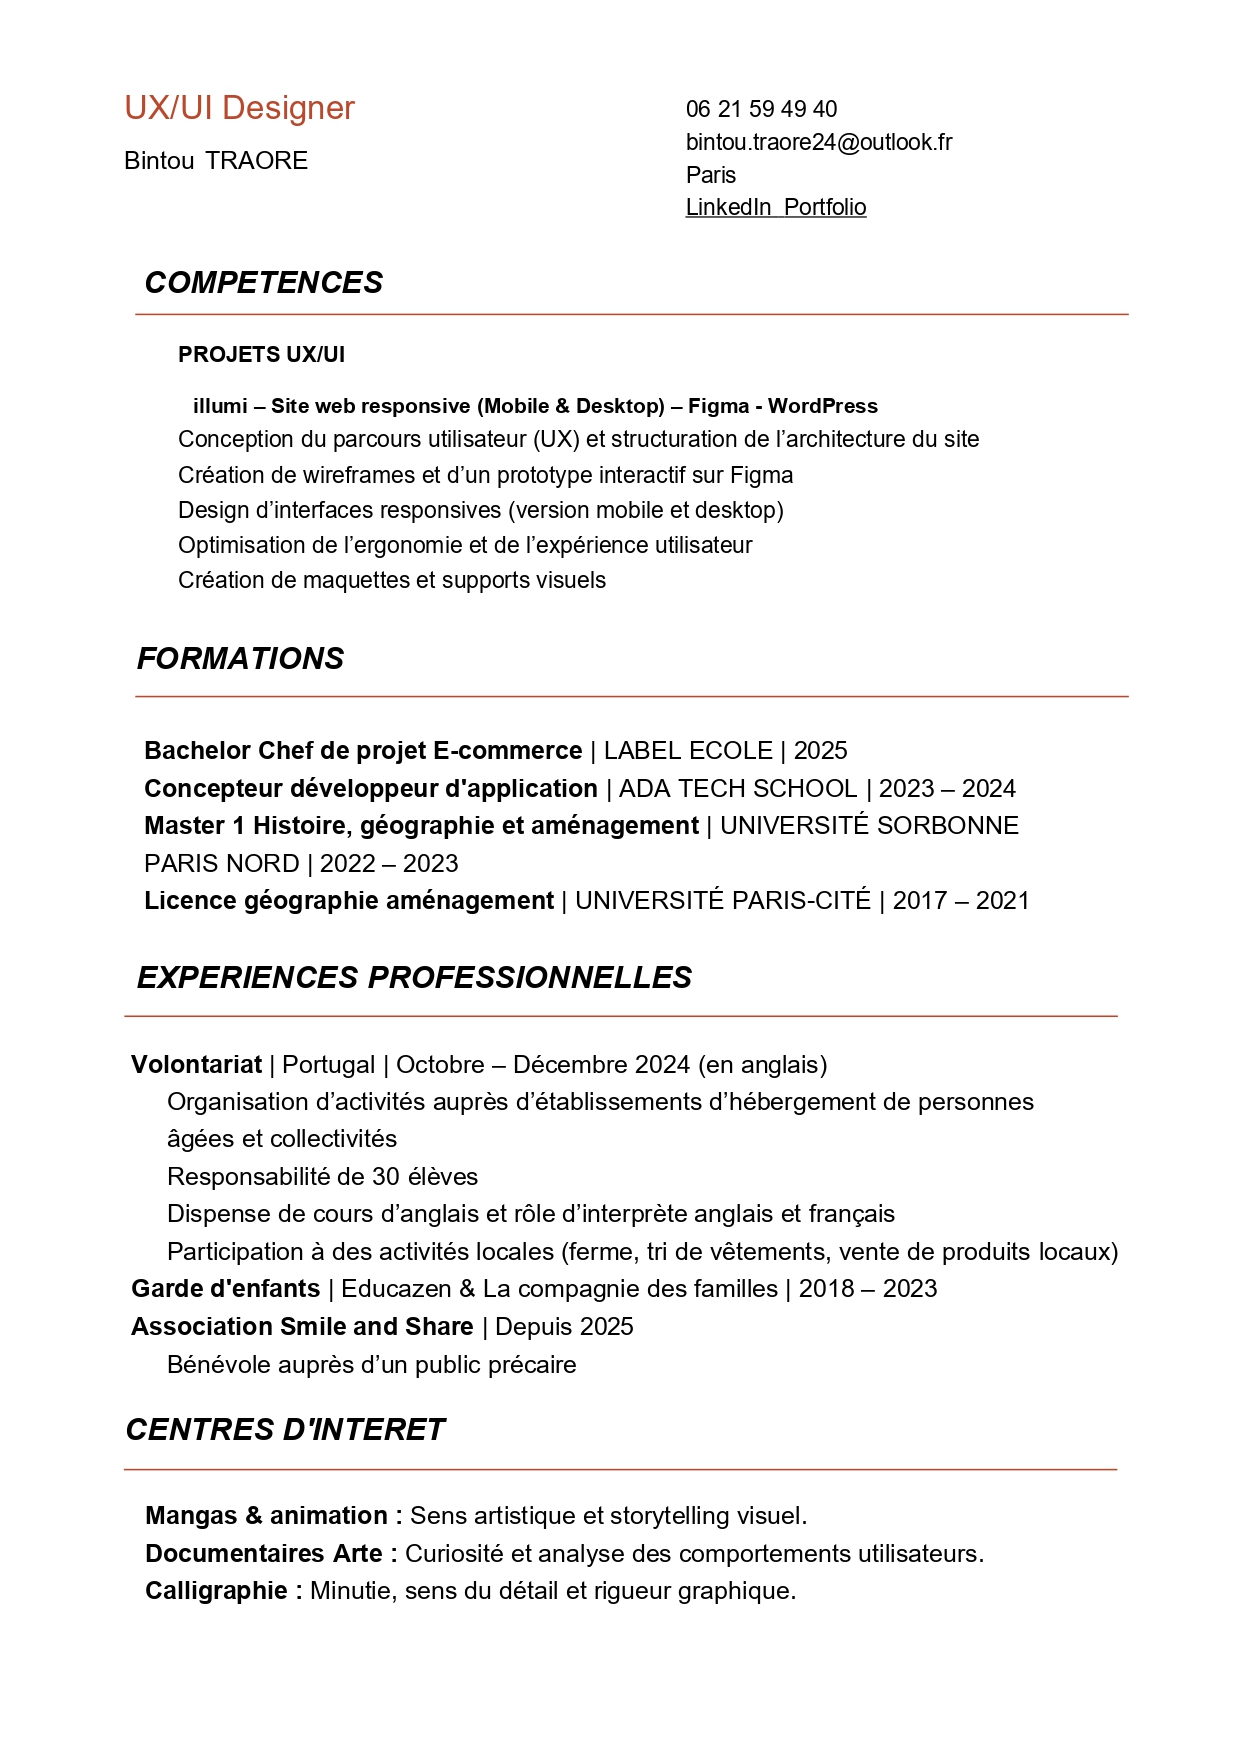 UX/UI Designer
Bintou TRAORE
06 21 59 49 40
bintou.traore24@outlook.fr
Paris
LinkedIn Portfolio
COMPETENCES
PROJETS UX/UI
illumi – Site web responsive (Mobile & Desktop) – Figma - WordPress
Conception du parcours utilisateur (UX) et structuration de l’architecture du site
Création de wireframes et d’un prototype interactif sur Figma
Design d’interfaces responsives (version mobile et desktop)
Optimisation de l’ergonomie et de l’expérience utilisateur
Création de maquettes et supports visuels
FORMATIONS
Bachelor Chef de projet E-commerce | LABEL ECOLE | 2025
Concepteur développeur d'application | ADA TECH SCHOOL | 2023 – 2024
Master 1 Histoire, géographie et aménagement | UNIVERSITÉ SORBONNE
PARIS NORD | 2022 – 2023
Licence géographie aménagement | UNIVERSITÉ PARIS-CITÉ | 2017 – 2021
EXPERIENCES PROFESSIONNELLES
Volontariat | Portugal | Octobre – Décembre 2024 (en anglais)
Organisation d’activités auprès d’établissements d’hébergement de personnes
âgées et collectivités
Responsabilité de 30 élèves
Dispense de cours d’anglais et rôle d’interprète anglais et français
Participation à des activités locales (ferme, tri de vêtements, vente de produits locaux)
Garde d'enfants | Educazen & La compagnie des familles | 2018 – 2023
Association Smile and Share | Depuis 2025
Bénévole auprès d’un public précaire
CENTRES D'INTERET
Mangas & animation : Sens artistique et storytelling visuel.
Documentaires Arte : Curiosité et analyse des comportements utilisateurs.
Calligraphie : Minutie, sens du détail et rigueur graphique.